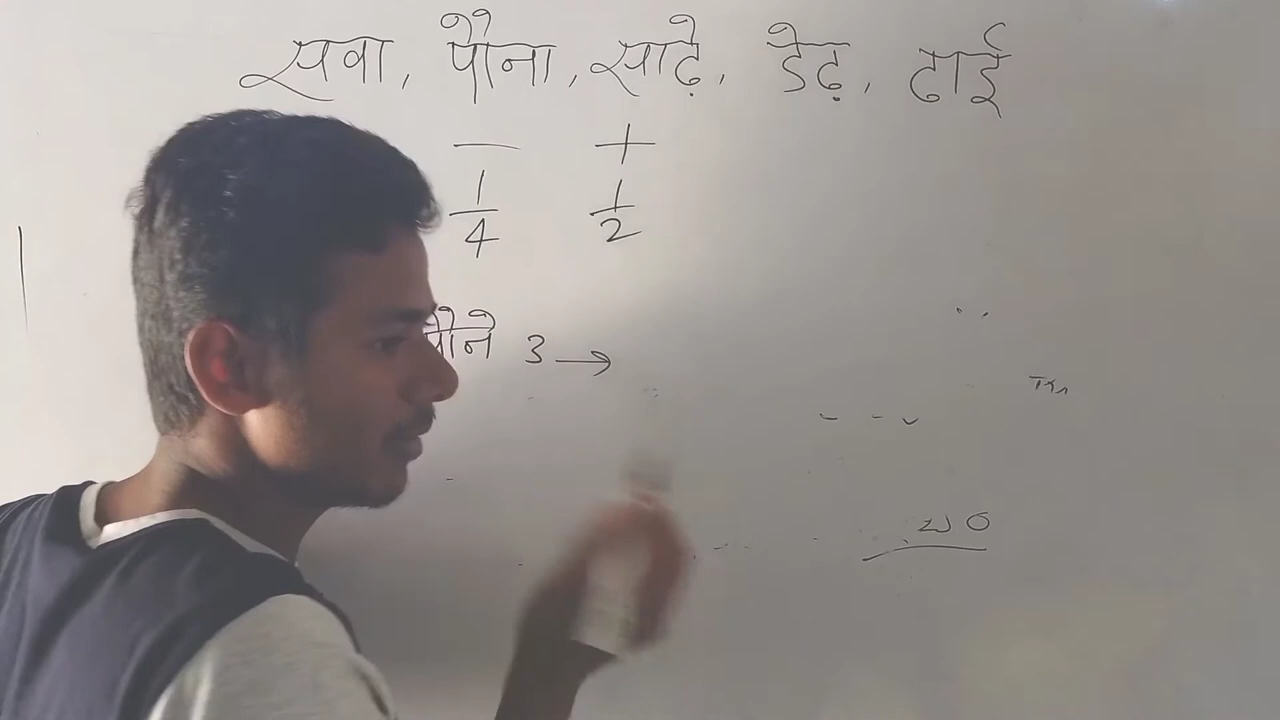 सवा, पौना, साढ़े, डेढ़, ढाई
— +
1/4 1/2
पौने 3 →